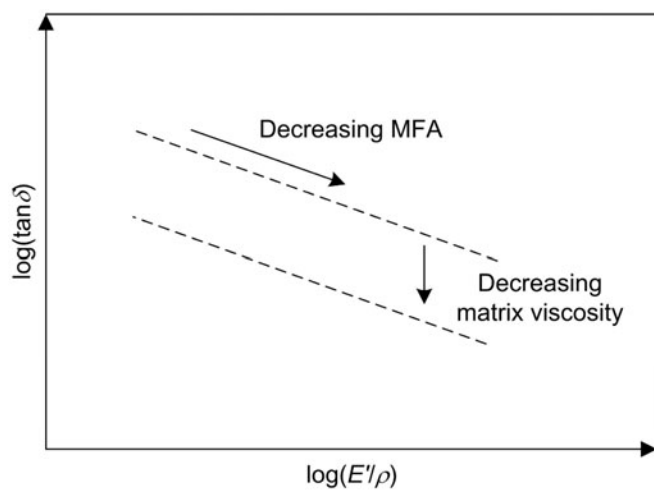 Decreasing MFA
log(tanδ)
Decreasing
matrix viscosity
log(E'/ρ)